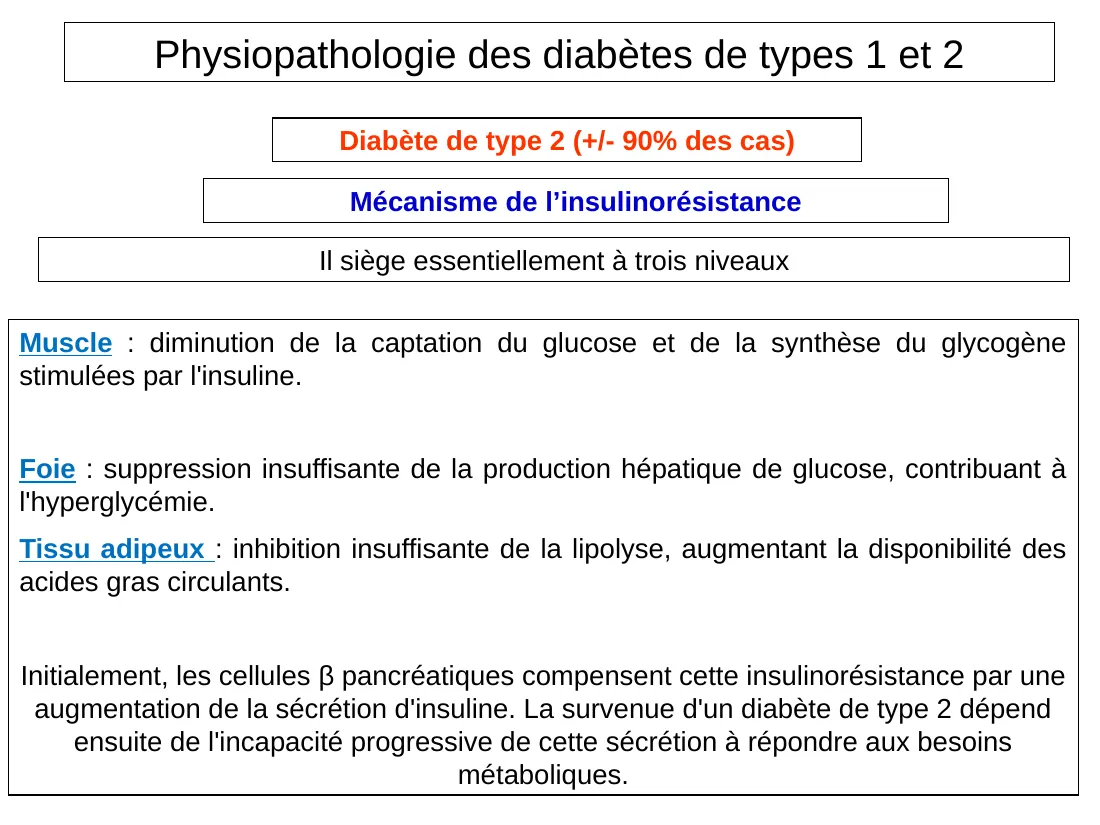 Physiopathologie des diabètes de types 1 et 2
Diabète de type 2 (+/- 90% des cas)
Mécanisme de l’insulinorésistance
Il siège essentiellement à trois niveaux
Muscle : diminution de la captation du glucose et de la synthèse du glycogène
stimulées par l'insuline.
Foie : suppression insuffisante de la production hépatique de glucose, contribuant à
l'hyperglycémie.
Tissu adipeux : inhibition insuffisante de la lipolyse, augmentant la disponibilité des
acides gras circulants.
Initialement, les cellules β pancréatiques compensent cette insulinorésistance par une
augmentation de la sécrétion d'insuline. La survenue d'un diabète de type 2 dépend
ensuite de l'incapacité progressive de cette sécrétion à répondre aux besoins
métaboliques.